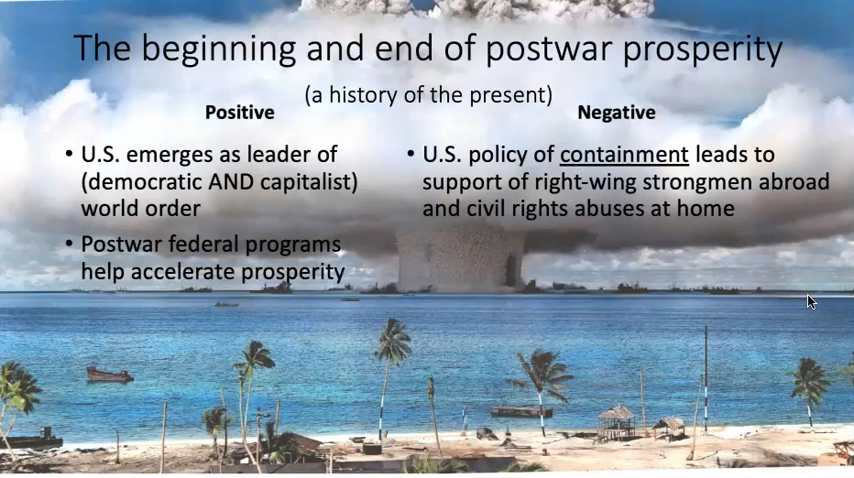 The beginning and end of postwar prosperity
(a history of the present)
Positive
• U.S. emerges as leader of
(democratic AND capitalist)
world order
• Postwar federal programs
help accelerate prosperity
Negative
• U.S. policy of containment leads to
support of right-wing strongmen abroad
and civil rights abuses at home